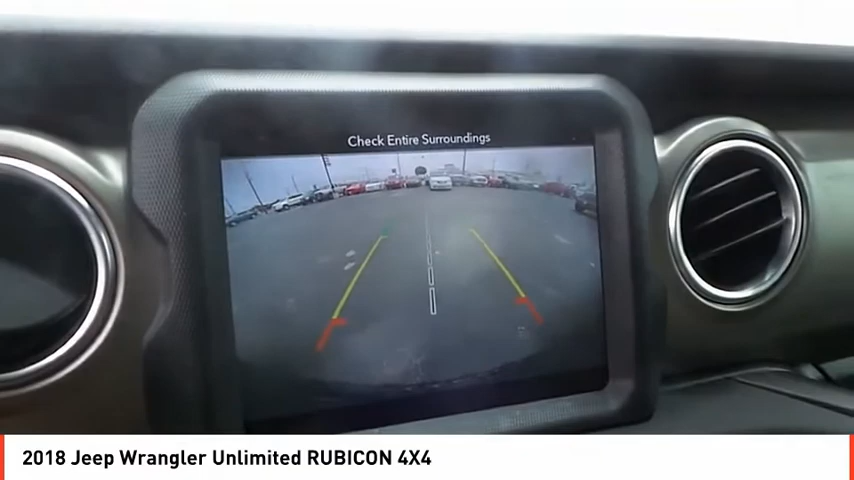 Check Entire Surroundings
2018 Jeep Wrangler Unlimited RUBICON 4X4